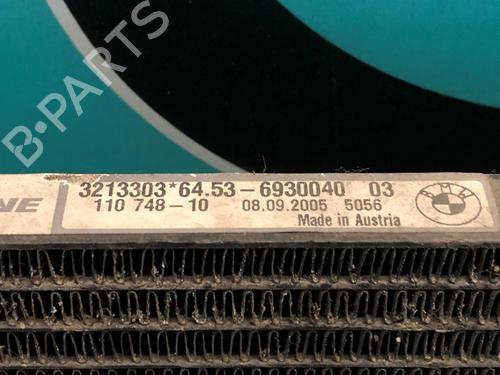 B-PARTS
NE
3213303*64.53-6930040 03
110 748-10 08.09.2005 5056
Made in Austria
BMW